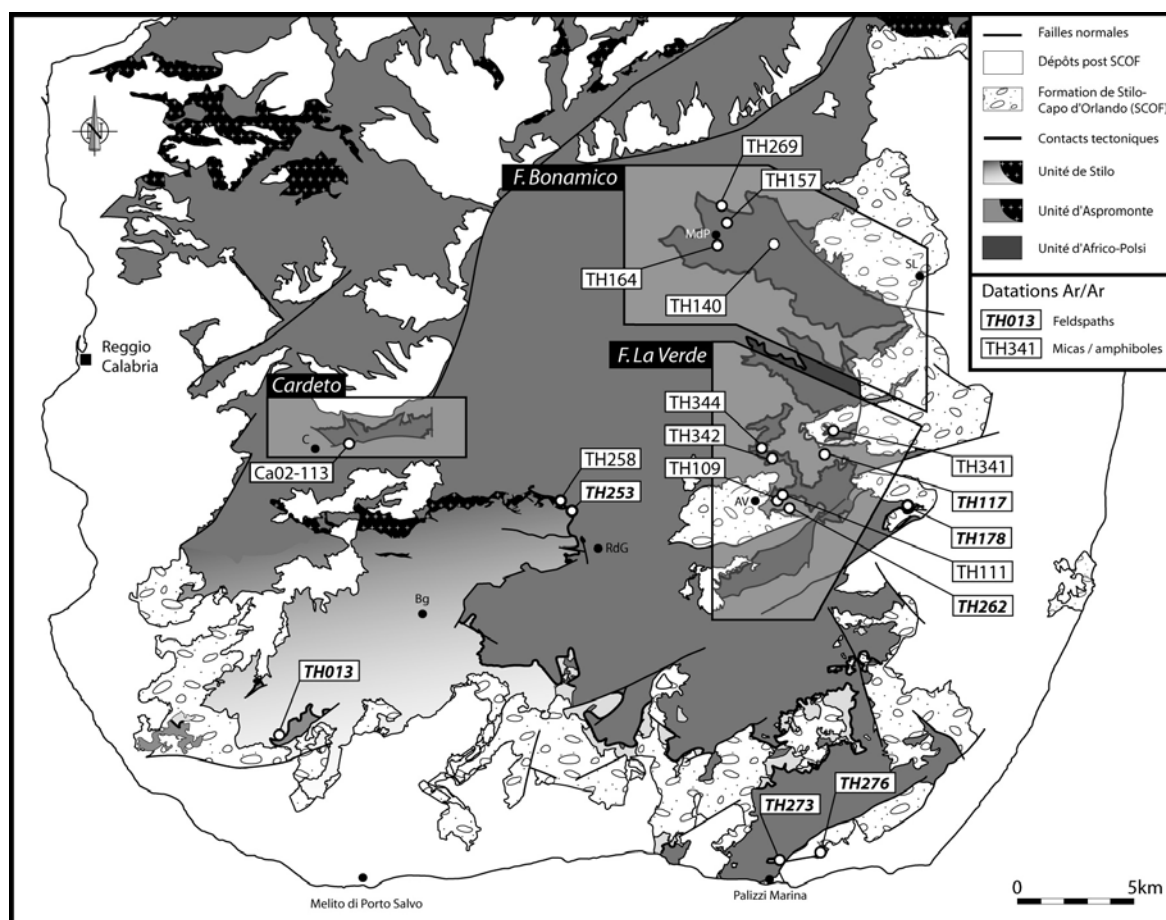 Failles normales
Dépôts post SCOF
Formation de Stilo-
Capo d'Orlando (SCOF)
Contacts tectoniques
Unité de Stilo
Unité d'Aspromonte
Unité d'Africo-Polsi
Datations Ar/Ar
TH013 Feldspaths
TH341 Micas / amphiboles
N
TH269
F. Bonamico
TH157
MdP
TH164
TH140
SL
Reggio
Calabria
F. La Verde
Cardeto
C
Ca02-113
TH344
TH342
TH109
AV
TH341
TH117
TH178
TH111
TH262
TH258
TH253
RdG
Bg
TH013
TH273
TH276
Melito di Porto Salvo
Palizzi Marina
0 5km